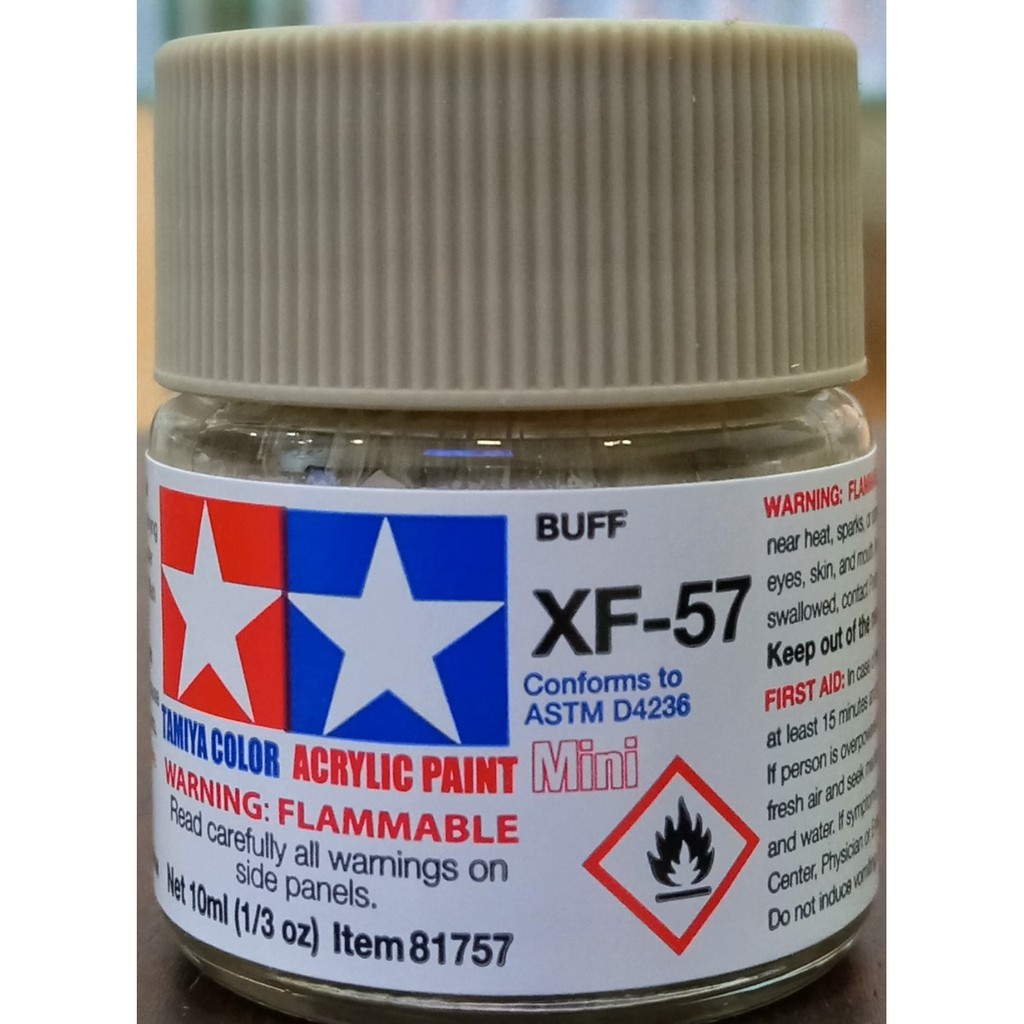 BUFF
XF-57
Conforms to
ASTM D4236
TAMIYA COLOR ACRYLIC PAINT Mini
WARNING: FLAMMABLE
Read carefully all warnings on
side panels.
Net 10ml (1/3 oz) Item 81757
WARNING:
near heat, sparks,
eyes, skin, and
swallowed, contact
Keep out of the
FIRST AID: In case
at least 15 minutes
If person is
fresh air and seek
and water. If
Center, Physician or
Do not induce